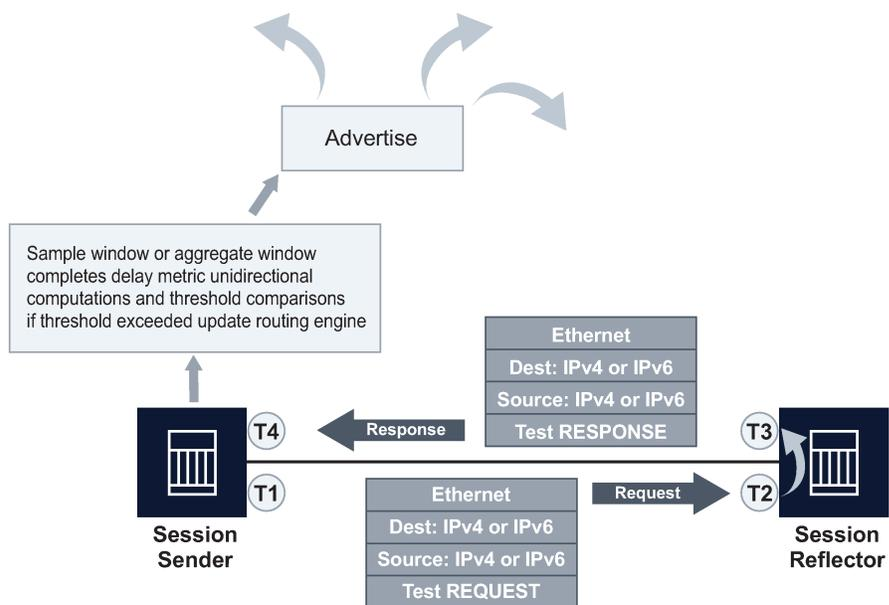 Advertise
Sample window or aggregate window
completes delay metric unidirectional
computations and threshold comparisons
if threshold exceeded update routing engine
Ethernet
Dest: IPv4 or IPv6
Source: IPv4 or IPv6
Test RESPONSE
T4
Response
T3
T1
Request
T2
Ethernet
Dest: IPv4 or IPv6
Source: IPv4 or IPv6
Test REQUEST
Session
Sender
Session
Reflector